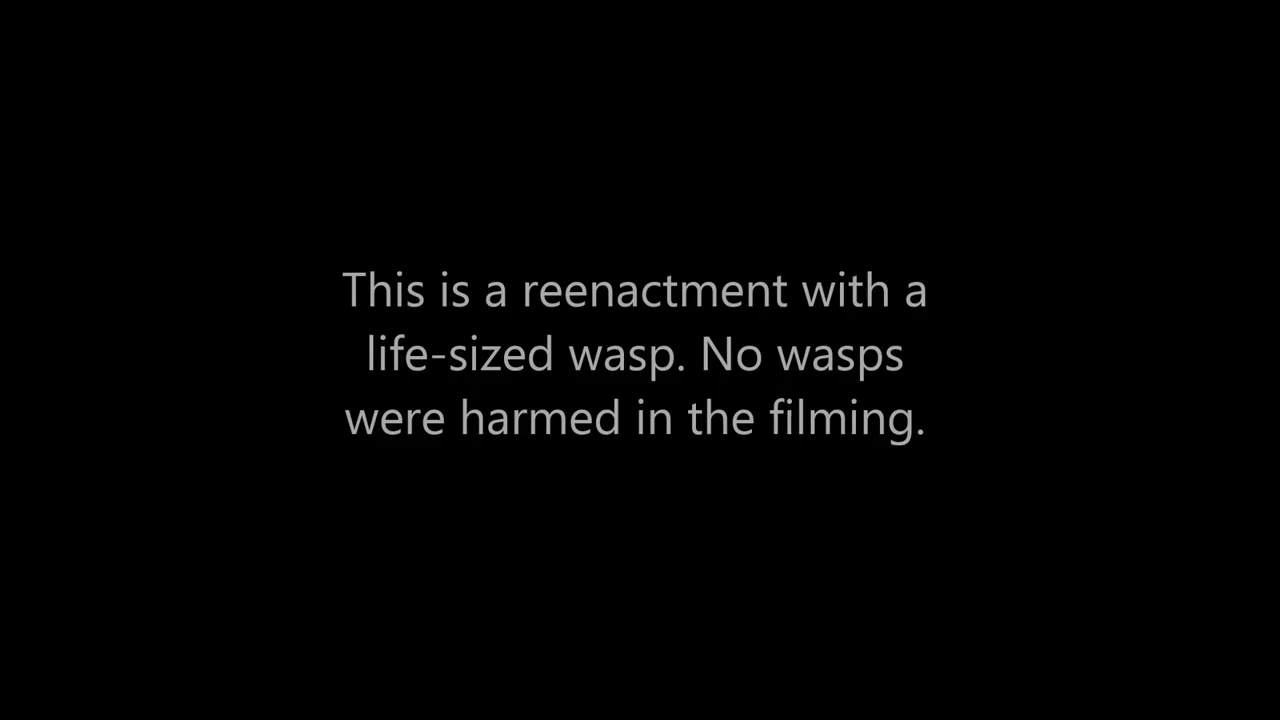 This is a reenactment with a
life-sized wasp. No wasps
were harmed in the filming.